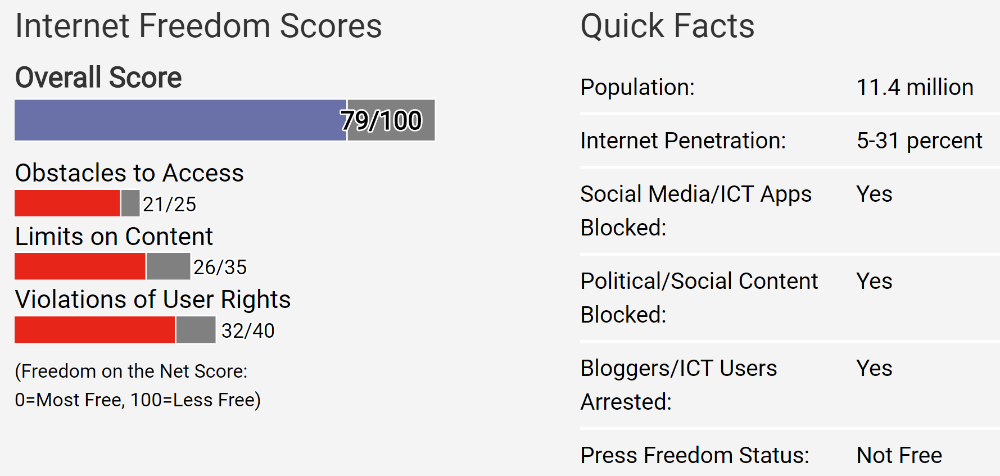 Internet Freedom Scores
Overall Score
79/100
Obstacles to Access
21/25
Limits on Content
26/35
Violations of User Rights
32/40
(Freedom on the Net Score:
0=Most Free, 100=Less Free)
Quick Facts
Population: 11.4 million
Internet Penetration: 5-31 percent
Social Media/ICT Apps Yes
Blocked:
Political/Social Content Yes
Blocked:
Bloggers/ICT Users Yes
Arrested:
Press Freedom Status: Not Free